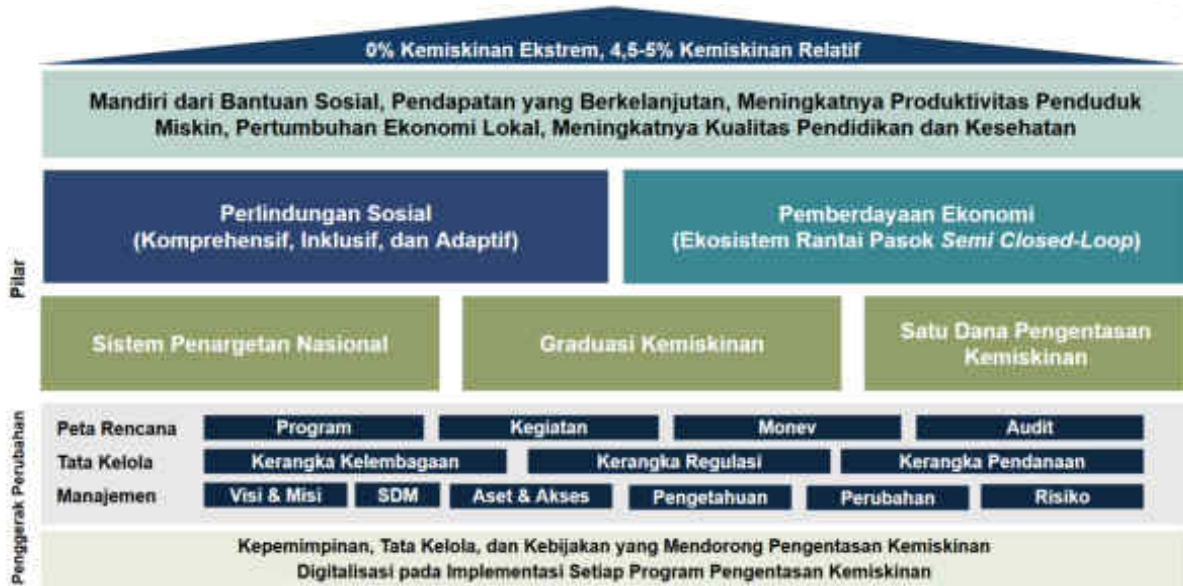 0% Kemiskinan Ekstrem, 4,5-5% Kemiskinan Relatif
Mandiri dari Bantuan Sosial, Pendapatan yang Berkelanjutan, Meningkatnya Produktivitas Penduduk
Miskin, Pertumbuhan Ekonomi Lokal, Meningkatnya Kualitas Pendidikan dan Kesehatan
Pilar
Perlindungan Sosial
(Komprehensif, Inklusif, dan Adaptif)
Pemberdayaan Ekonomi
(Ekosistem Rantai Pasok Semi Closed-Loop)
Sistem Penargetan Nasional
Graduasi Kemiskinan
Satu Dana Pengentasan
Kemiskinan
Penggerak Perubahan
Peta Rencana
Program
Kegiatan
Monev
Audit
Tata Kelola
Kerangka Kelembagaan
Kerangka Regulasi
Kerangka Pendanaan
Manajemen
Visi & Misi
SDM
Aset & Akses
Pengetahuan
Perubahan
Risiko
Kepemimpinan, Tata Kelola, dan Kebijakan yang Mendorong Pengentasan Kemiskinan
Digitalisasi pada Implementasi Setiap Program Pengentasan Kemiskinan